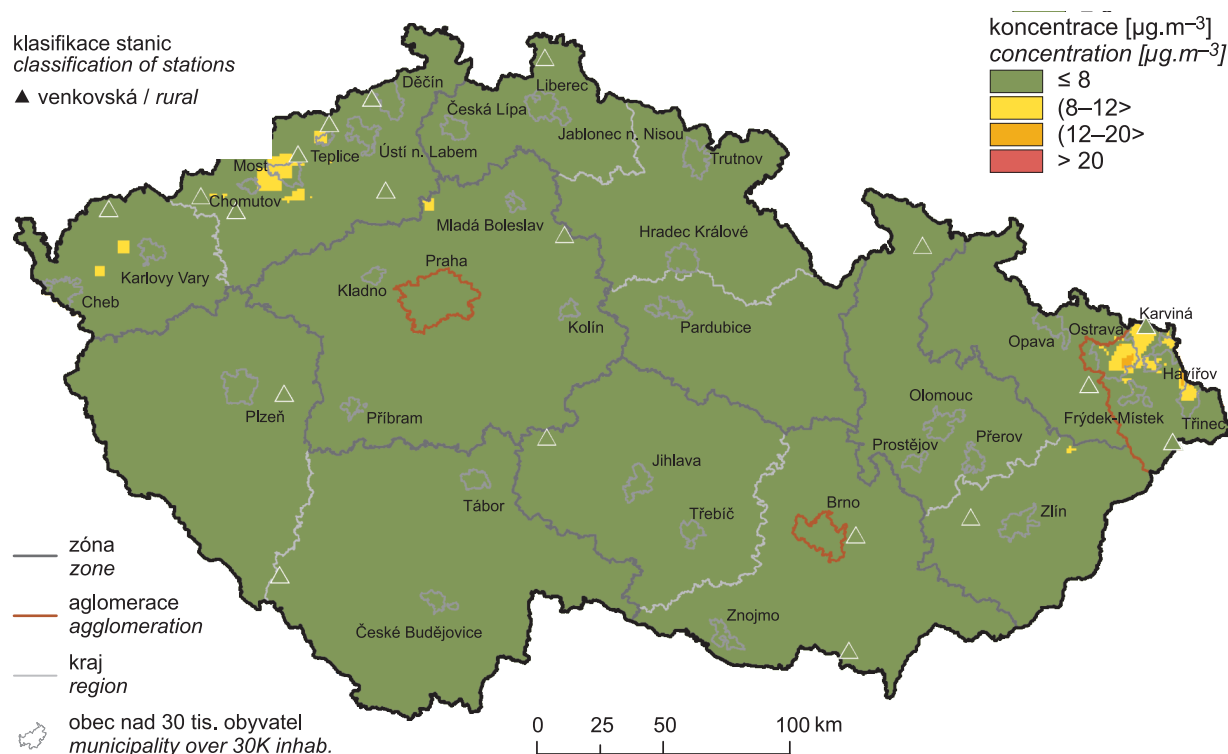 klasifikace stanic
classification of stations
▲ venkovská / rural
koncentrace [µg.m–3]
concentration [µg.m–3]
≤ 8
(8–12>
(12–20>
> 20
Děčín
Česká Lípa
Liberec
Jablonec n. Nisou
Trutnov
Teplice
Ústí n. Labem
Most
Chomutov
Mladá Boleslav
Hradec Králové
Karlovy Vary
Cheb
Kladno
Praha
Kolín
Pardubice
Opava
Ostrava
Karviná
Havířov
Frýdek-Místek
Třinec
Plzeň
Příbram
Olomouc
Prostějov
Přerov
Jihlava
Tábor
Třebíč
Brno
Zlín
České Budějovice
Znojmo
zóna
zone
aglomerace
agglomeration
kraj
region
obec nad 30 tis. obyvatel
municipality over 30K inhab.
0 25 50 100 km